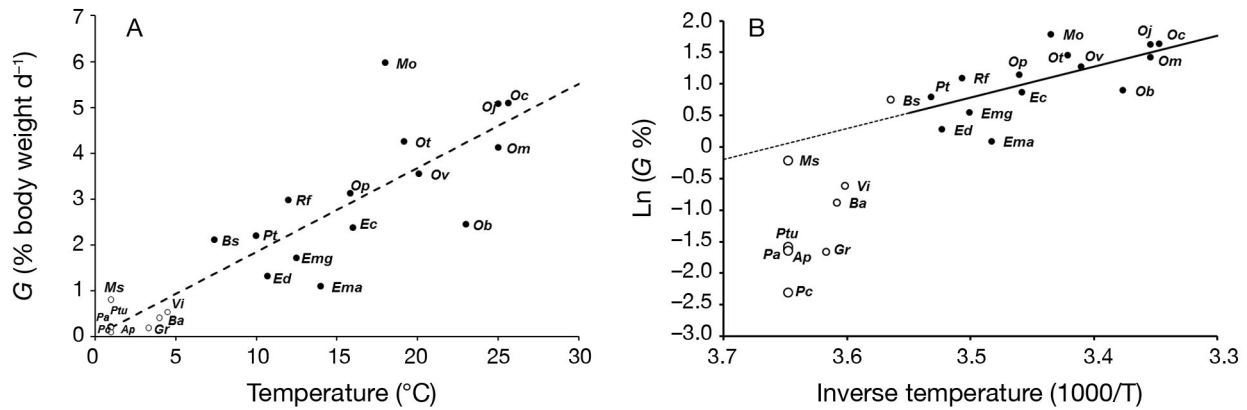 A
G (% body weight d⁻¹)
7
6
5
4
3
2
1
0
Mo
Oj Oc
Ot
Om
Ov
Op
Rf
Ec
Ob
Bs Pt
Emg
Ed
Ema
Ms
Ptu
Vi
Pa
Ba
Pc Ap Gr
0 5 10 15 20 25 30
Temperature (°C)
B
Ln (G %)
2.0
1.5
1.0
0.5
0
−0.5
−1.0
−1.5
−2.0
−2.5
−3.0
Mo
Oj Oc
Ot Ov
Om
Op
Rf
Pt
Ob
Bs
Ec
Emg
Ed
Ema
Ms
Vi
Ba
Ptu
Pa Ap Gr
Pc
3.7 3.6 3.5 3.4 3.3
Inverse temperature (1000/T)